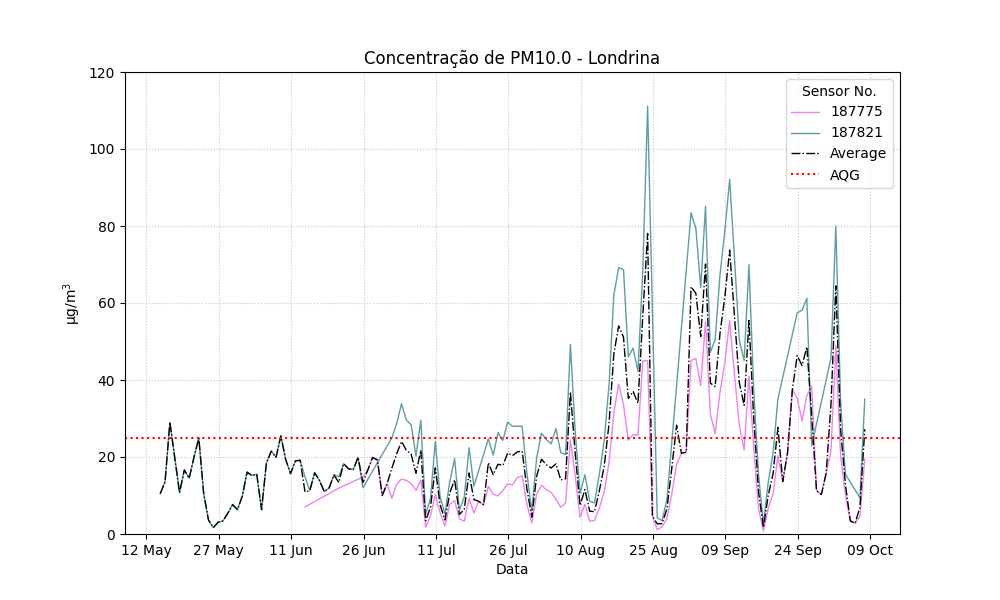 Concentração de PM10.0 - Londrina
120
100
80
60
40
20
0
µg/m³
Sensor No.
187775
187821
Average
AQG
12 May 27 May 11 Jun 26 Jun 11 Jul 26 Jul 10 Aug 25 Aug 09 Sep 24 Sep 09 Oct
Data